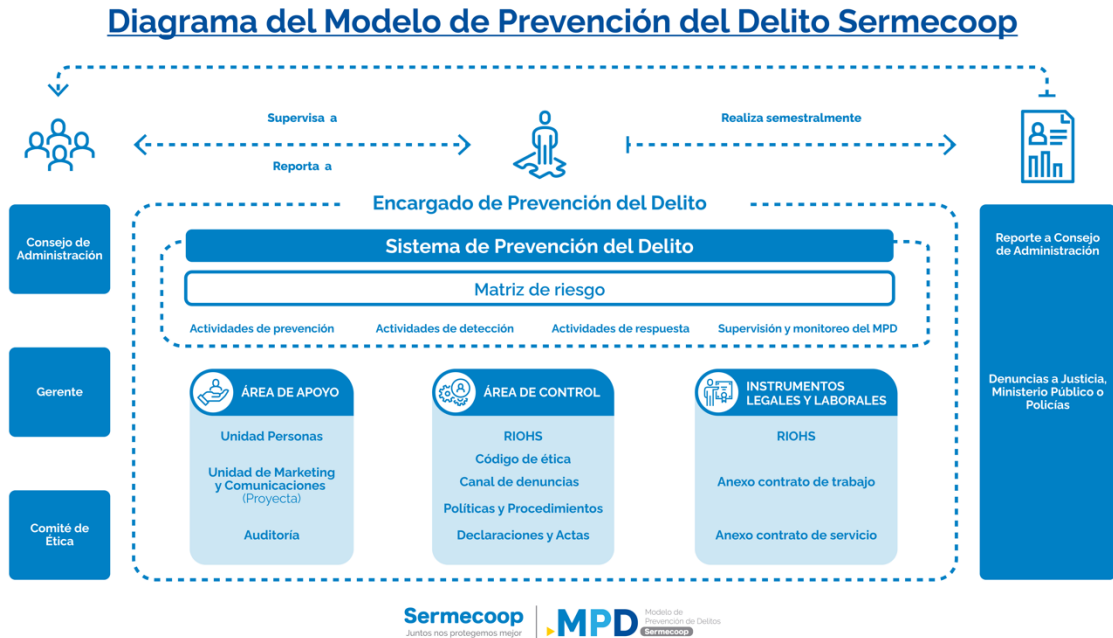 Diagrama del Modelo de Prevención del Delito Sermecoop
Supervisa a
Reporta a
Realiza semestralmente
Consejo de
Administración
Gerente
Comité de
Ética
Encargado de Prevención del Delito
Sistema de Prevención del Delito
Matriz de riesgo
Actividades de prevención
Actividades de detección
Actividades de respuesta
Supervisión y monitoreo del MPD
ÁREA DE APOYO
Unidad Personas
Unidad de Marketing
y Comunicaciones
(Proyecta)
Auditoría
ÁREA DE CONTROL
RIOHS
Código de ética
Canal de denuncias
Políticas y Procedimientos
Declaraciones y Actas
INSTRUMENTOS
LEGALES Y LABORALES
RIOHS
Anexo contrato de trabajo
Anexo contrato de servicio
Reporte a Consejo
de Administración
Denuncias a Justicia,
Ministerio Público o
Policías
Sermecoop
Juntos nos protegemos mejor
MPD
Modelo de
Prevención de Delitos
Sermecoop